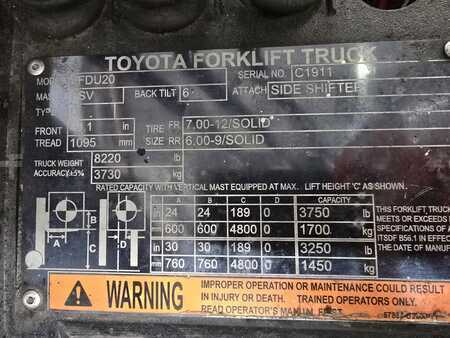 TOYOTA FORKLIFT TRUCK
FDU20 SERIAL NO. C1911
SV BACK TILT 6 ATTACH SIDE SHIFTER
TYPE
FRONT 1 in TIRE FR 7.00-12/SOLID
TREAD 1095 mm SIZE RR 6.00-9/SOLID
TRUCK WEIGHT 8220 lb
ACCURACY±5% 3730 kg
RATED CAPACITY WITH VERTICAL MAST EQUIPPED AT MAX. LIFT HEIGHT 'C' AS SHOWN.
A B C D CAPACITY
in 24 24 189 0 3750 lb
mm 600 600 4800 0 1700 kg
in 30 30 189 0 3250 lb
mm 760 760 4800 0 1450 kg
A B C D
THIS FORKLIFT TRUCK
MEETS OR EXCEEDS
SPECIFICATIONS OF
ITSDF B56.1 IN EFFECT
THE DATE OF MANUF
WARNING
IMPROPER OPERATION OR MAINTENANCE COULD RESULT
IN INJURY OR DEATH. TRAINED OPERATORS ONLY.
READ OPERATOR'S MANUAL FIRST.